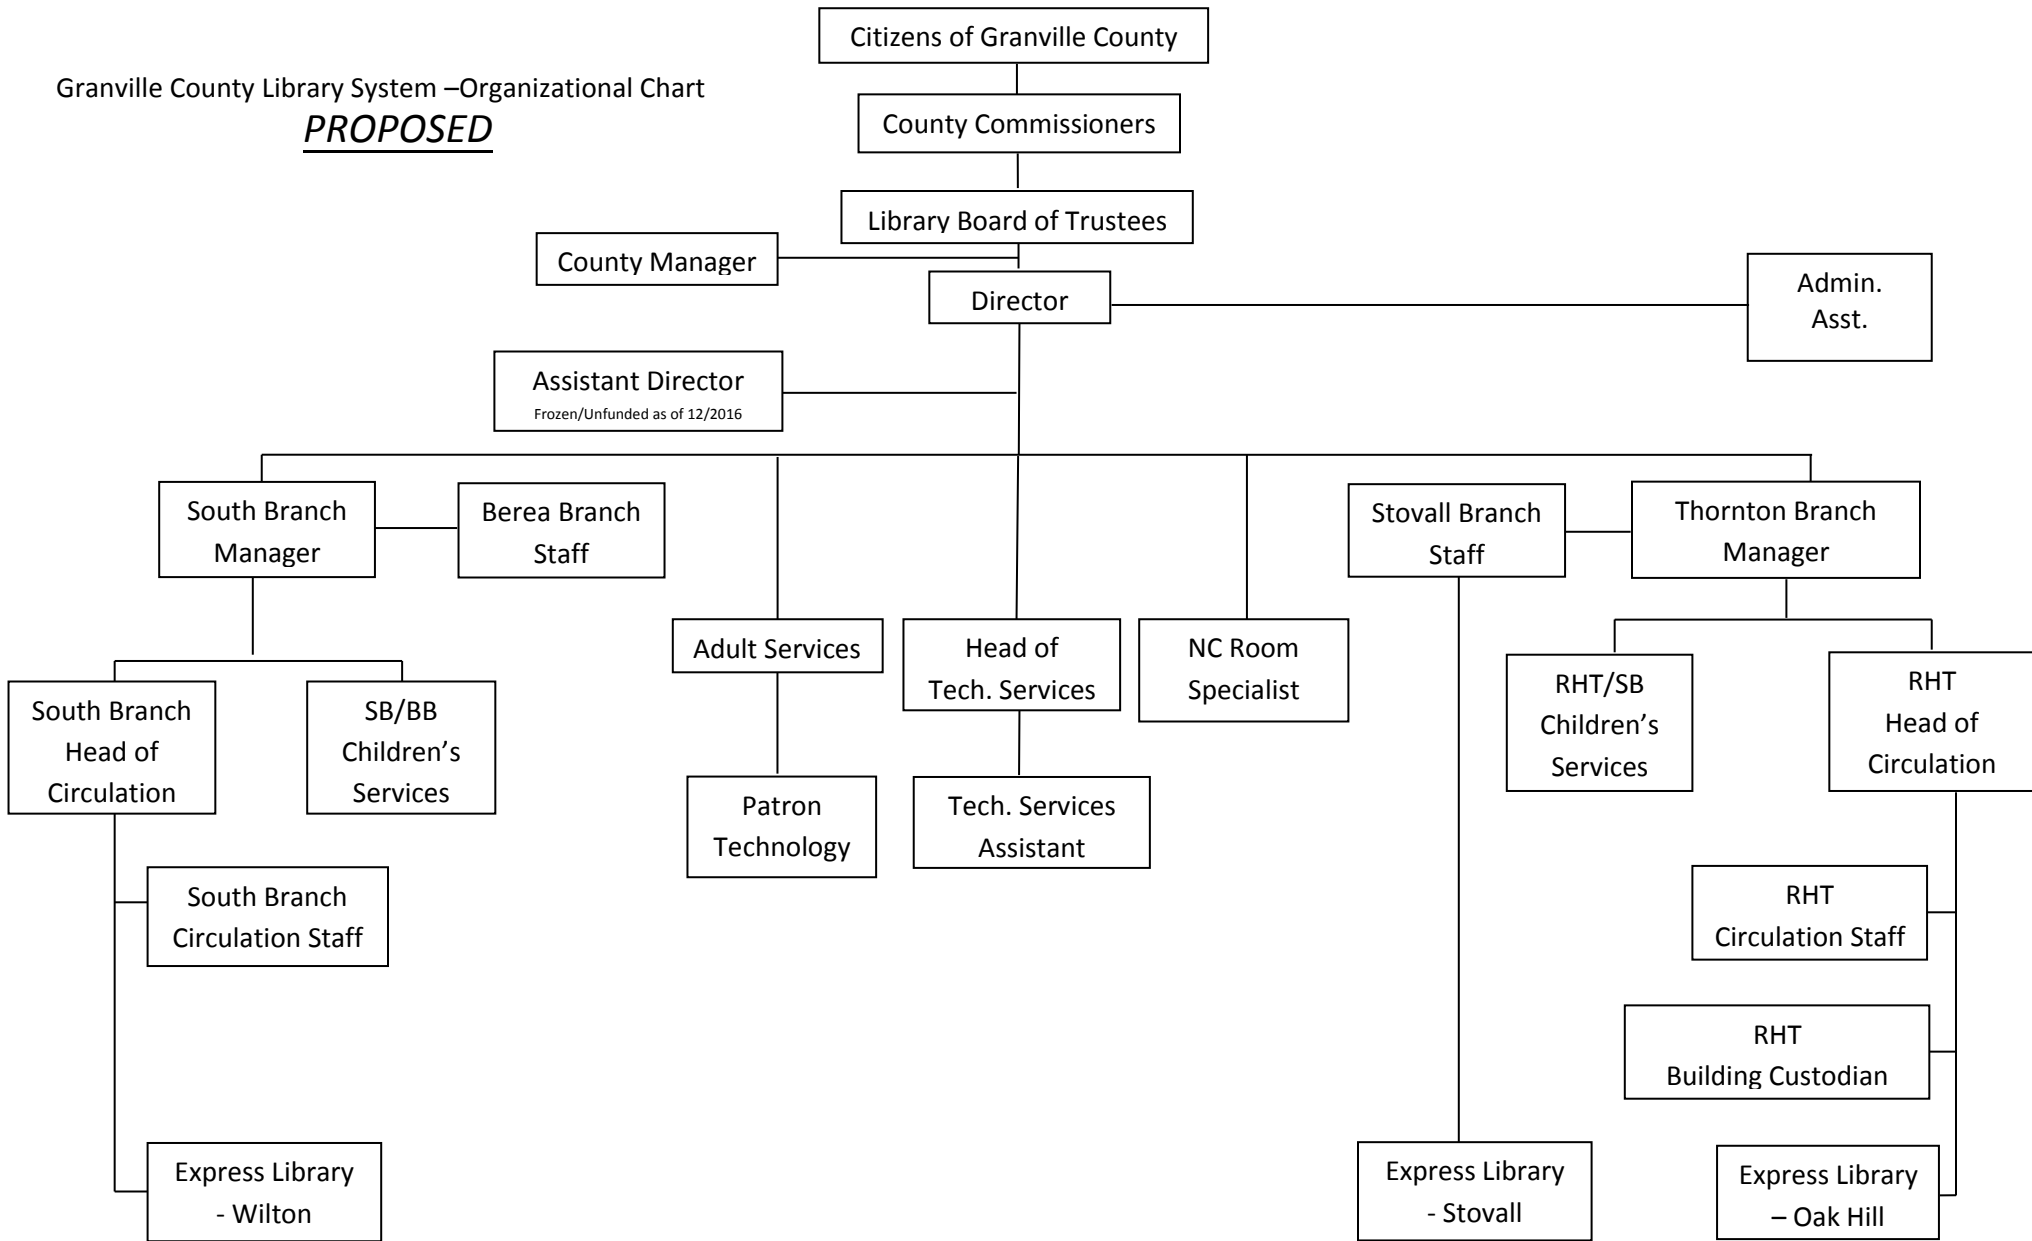 Citizens of Granville County
Granville County Library System –Organizational Chart
PROPOSED
County Commissioners
Library Board of Trustees
County Manager
Director
Admin.
Asst.
Assistant Director
Frozen/Unfunded as of 12/2016
South Branch
Manager
Berea Branch
Staff
Stovall Branch
Staff
Thornton Branch
Manager
Adult Services
Head of
Tech. Services
NC Room
Specialist
South Branch
Head of
Circulation
SB/BB
Children’s
Services
RHT/SB
Children’s
Services
RHT
Head of
Circulation
Patron
Technology
Tech. Services
Assistant
South Branch
Circulation Staff
RHT
Circulation Staff
RHT
Building Custodian
Express Library
- Wilton
Express Library
- Stovall
Express Library
– Oak Hill